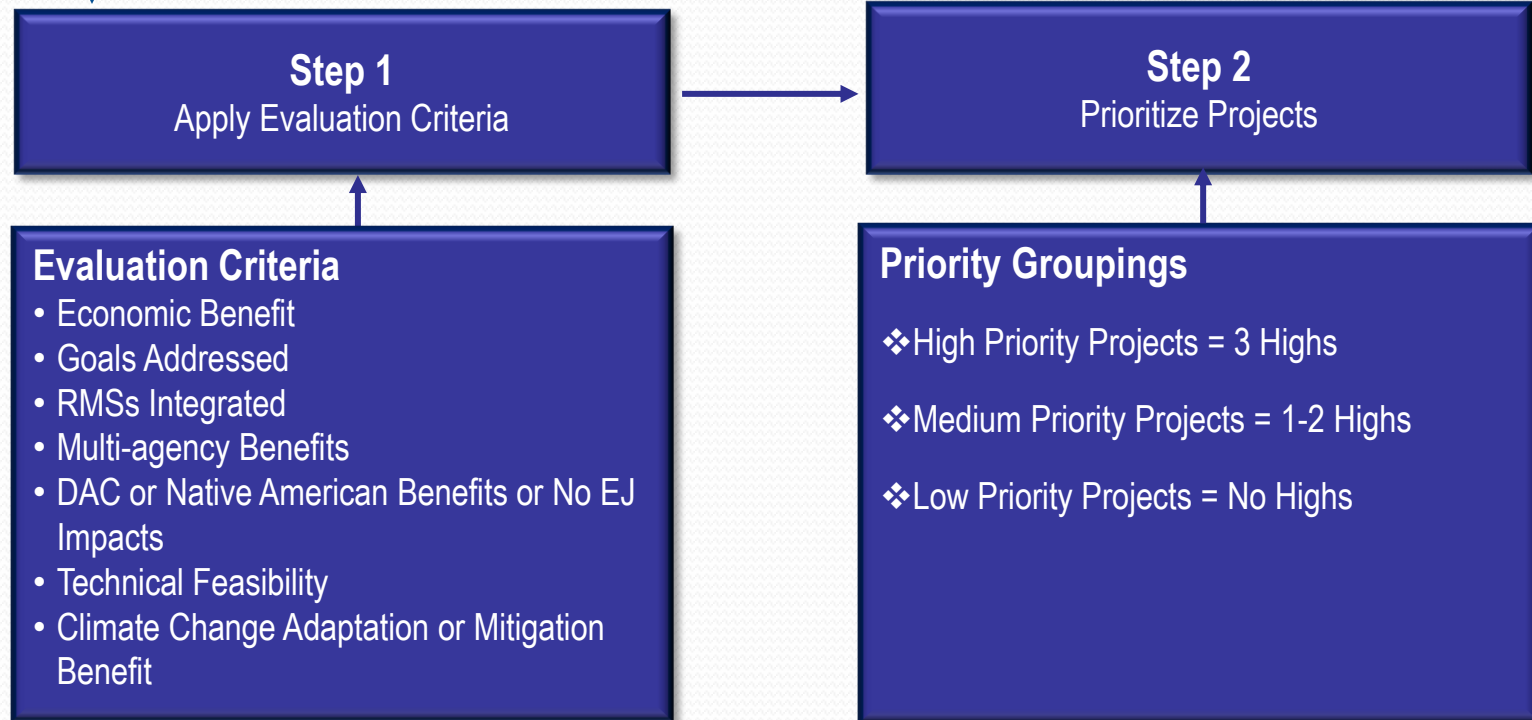 Step 1
Apply Evaluation Criteria
Step 2
Prioritize Projects
Evaluation Criteria
• Economic Benefit
• Goals Addressed
• RMSs Integrated
• Multi-agency Benefits
• DAC or Native American Benefits or No EJ
Impacts
• Technical Feasibility
• Climate Change Adaptation or Mitigation
Benefit
Priority Groupings
❖High Priority Projects = 3 Highs
❖Medium Priority Projects = 1-2 Highs
❖Low Priority Projects = No Highs